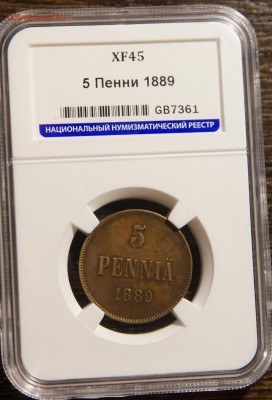 XF45
5 Пенни 1889
GB7361
НАЦИОНАЛЬНЫЙ НУМИЗМАТИЧЕСКИЙ РЕЕСТР
5
PENNIÄ
1889